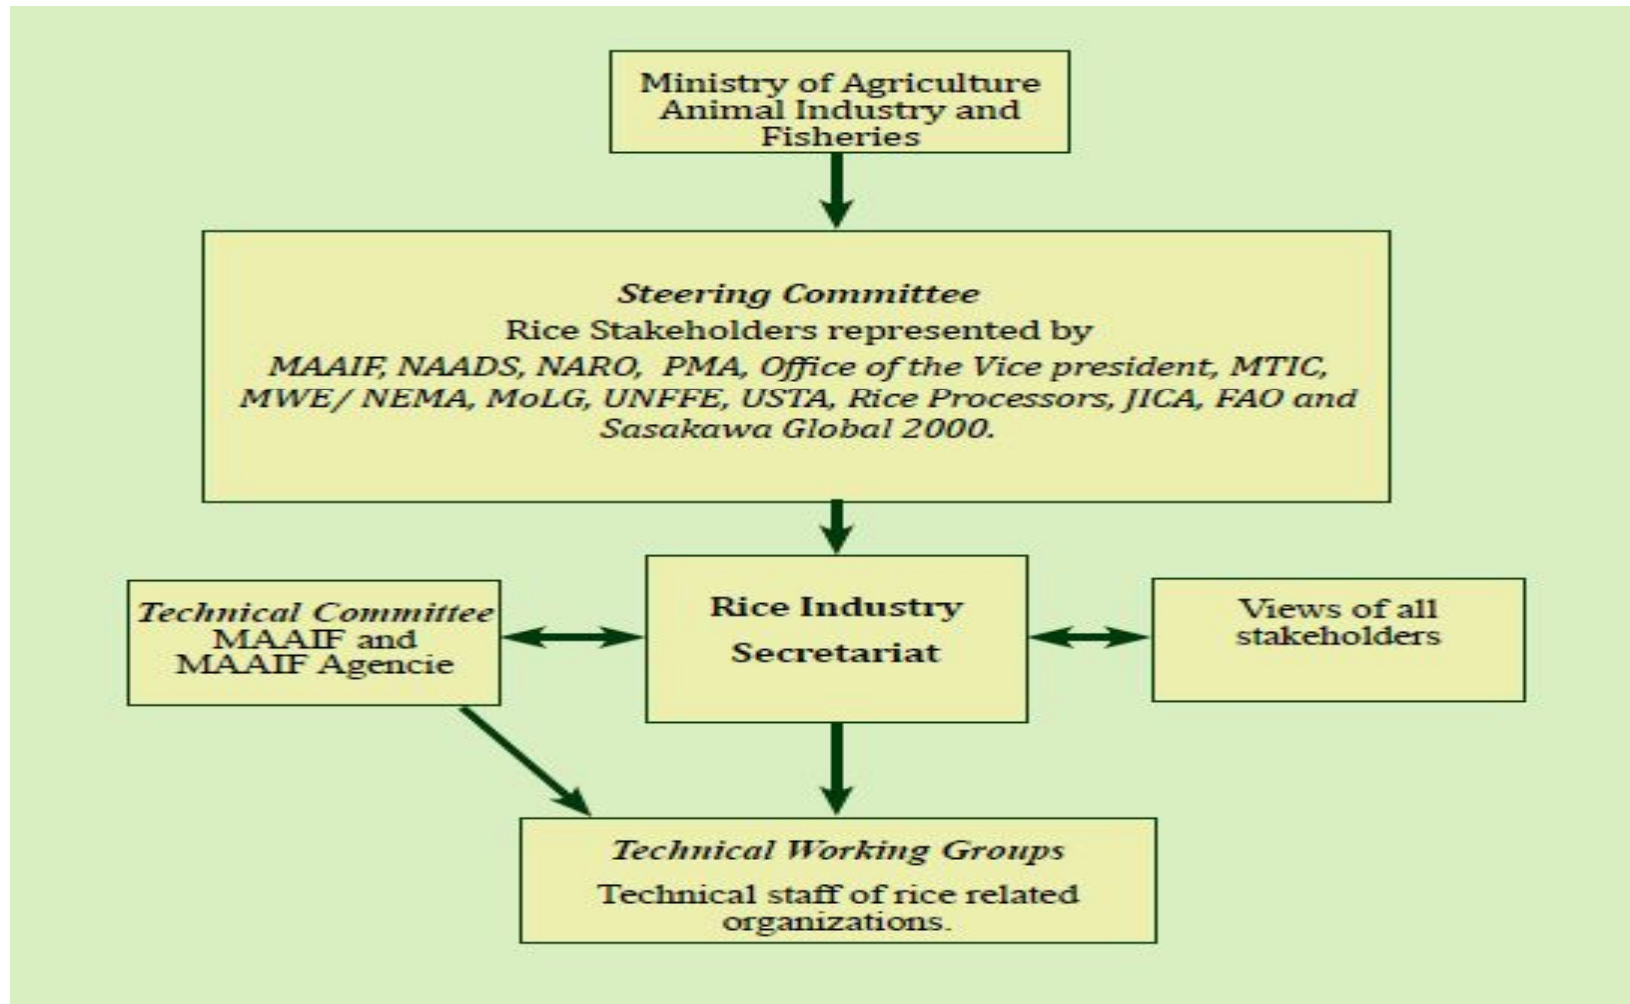 Ministry of Agriculture
Animal Industry and
Fisheries
Steering Committee
Rice Stakeholders represented by
MAAIF, NAADS, NARO, PMA, Office of the Vice president, MTIC,
MWE/ NEMA, MoLG, UNFFE, USTA, Rice Processors, JICA, FAO and
Sasakawa Global 2000.
Technical Committee
MAAIF and
MAAIF Agencie
Rice Industry
Secretariat
Views of all
stakeholders
Technical Working Groups
Technical staff of rice related
organizations.